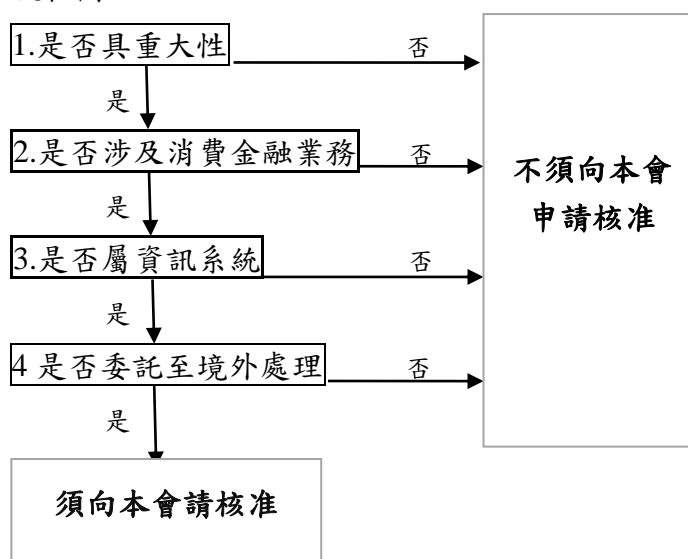 1.是否具重大性
否
是
2.是否涉及消費金融業務
否
是
3.是否屬資訊系統
否
是
4 是否委託至境外處理
否
是
不須向本會
申請核准
須向本會請核准